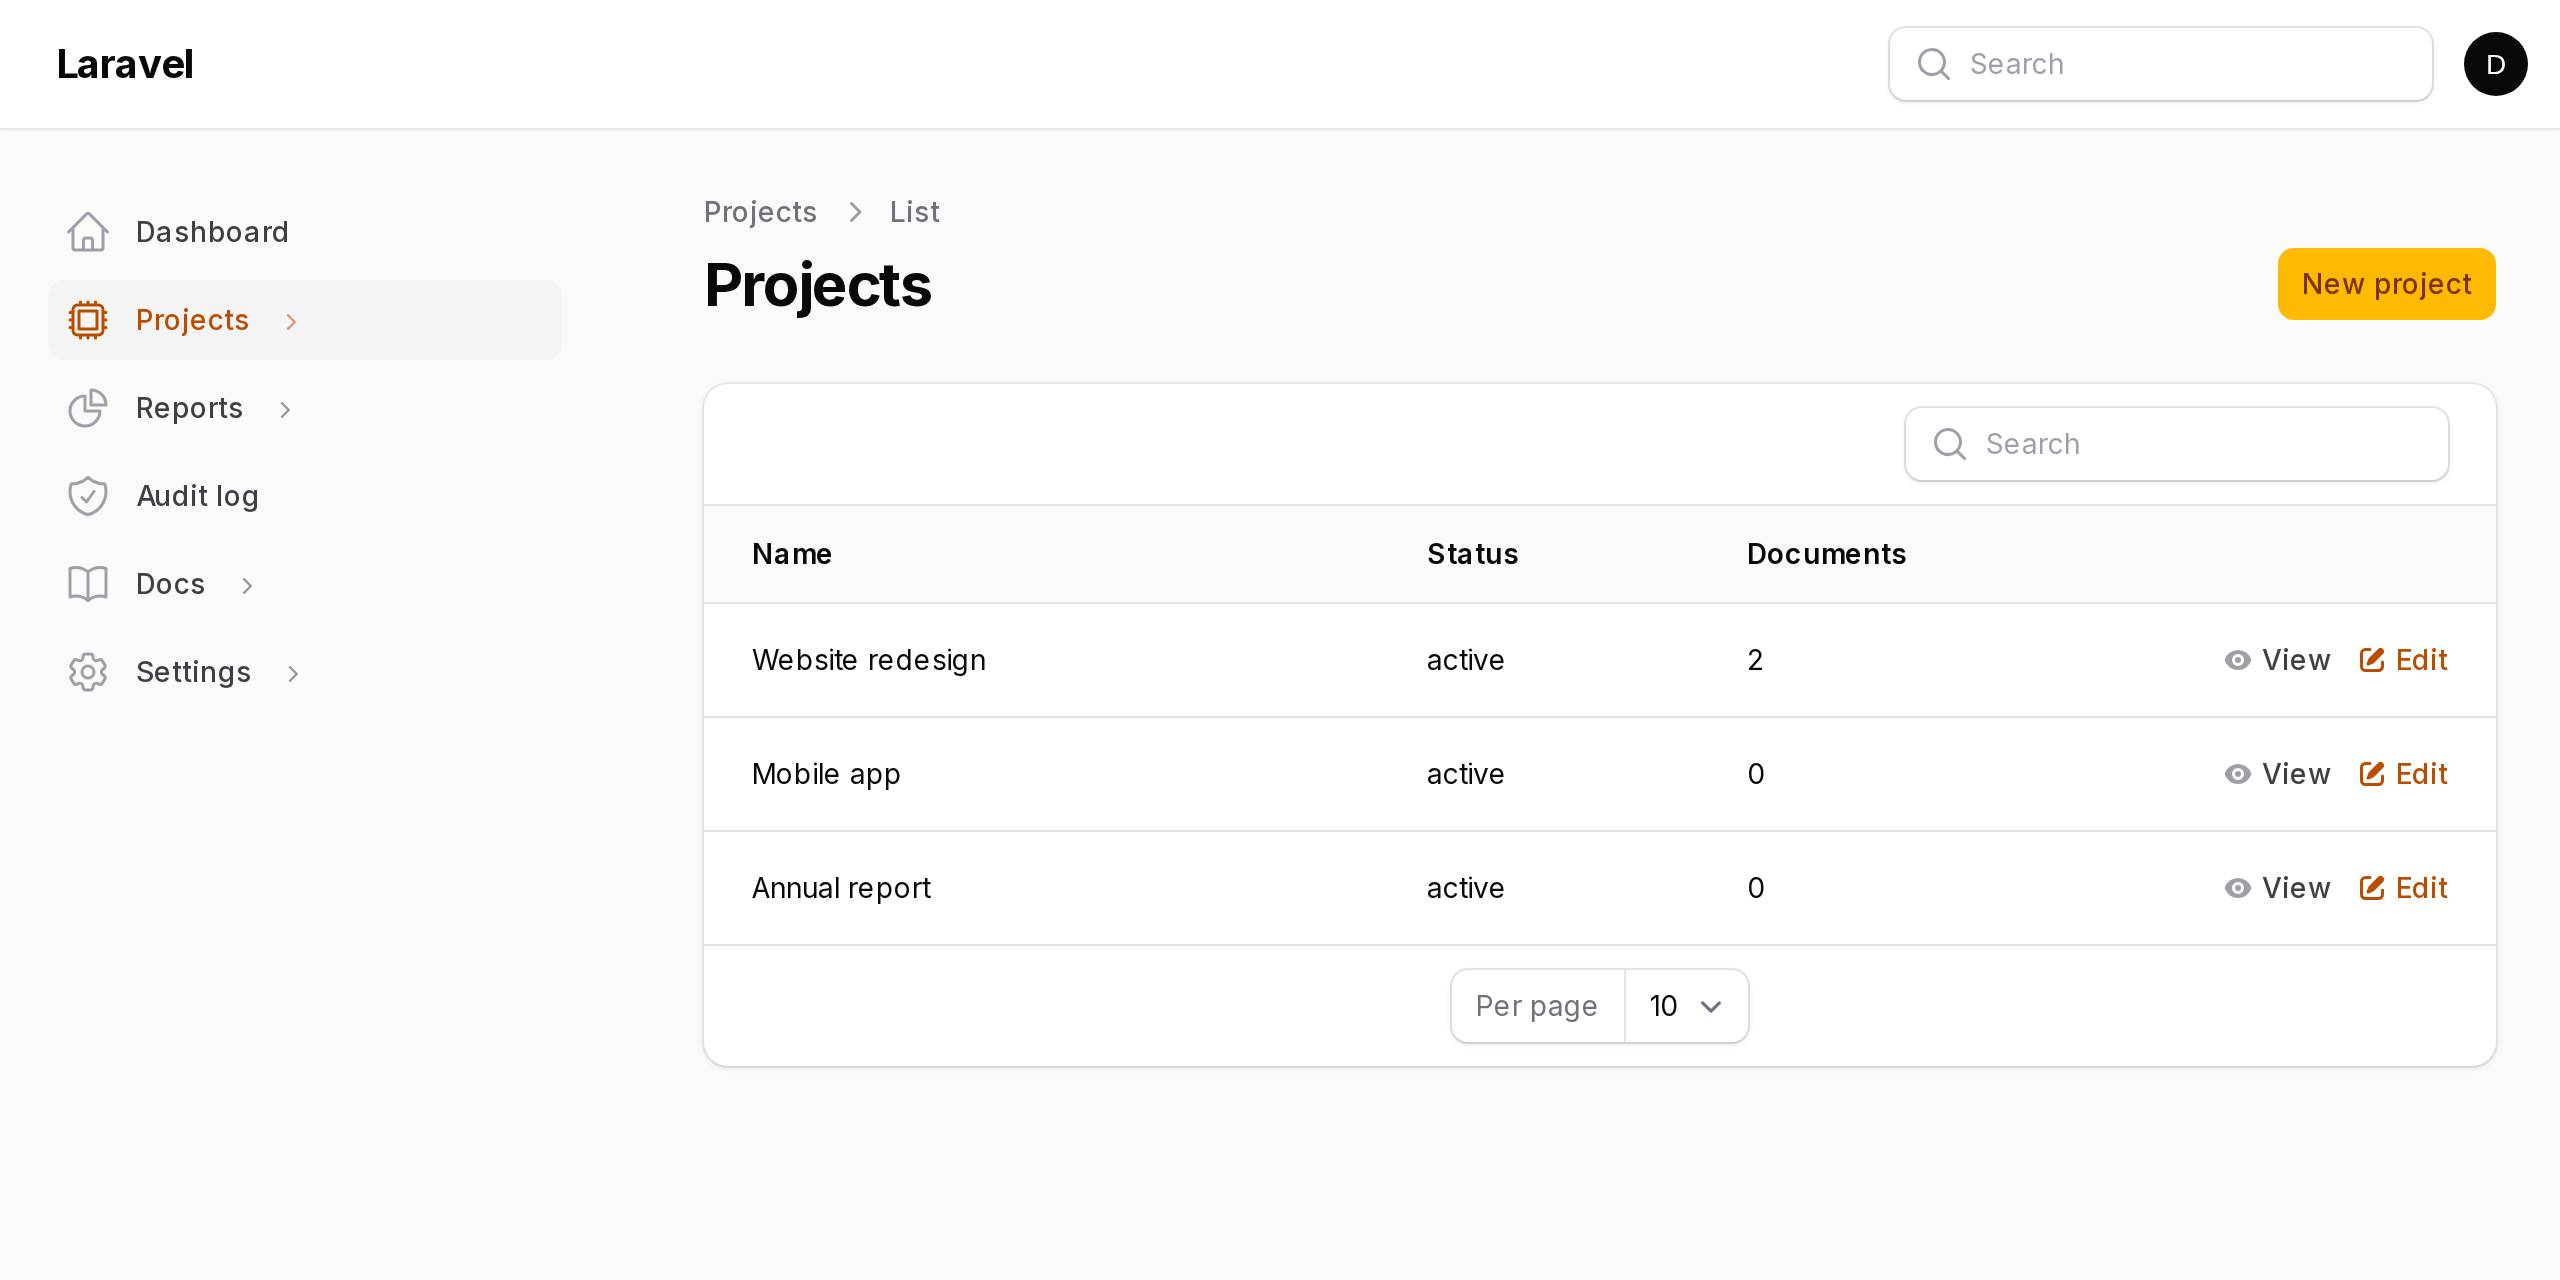 Laravel
Search
D
Dashboard
Projects
Reports
Audit log
Docs
Settings
Projects List
Projects
New project
Search
Name Status Documents
Website redesign active 2 View Edit
Mobile app active 0 View Edit
Annual report active 0 View Edit
Per page 10